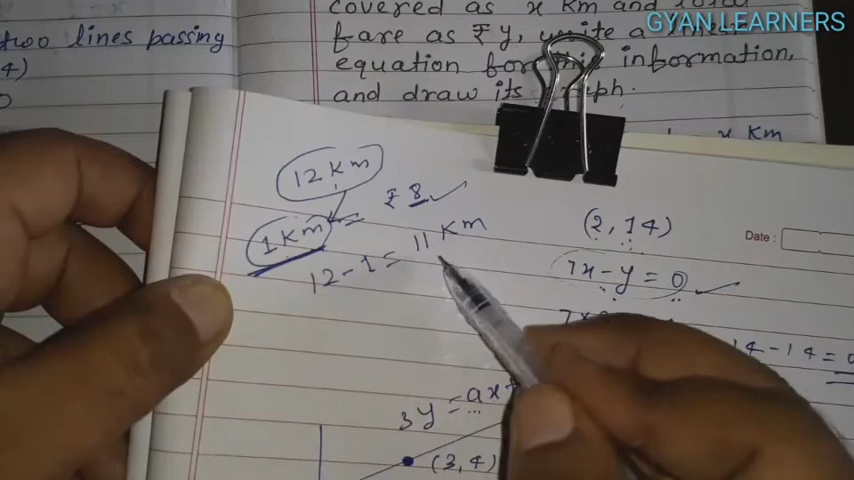 GYAN LEARNERS
two lines passing
4)
covered as x Km and
fare as ₹ y, write a
equation for this information,
and draw its graph.
x Km
12 Km
1 Km = ₹ 8
12-1 = 11 Km
(2, 14)
Date:
7x-y = 0
14-14 =
3y = ax+
(3,4)